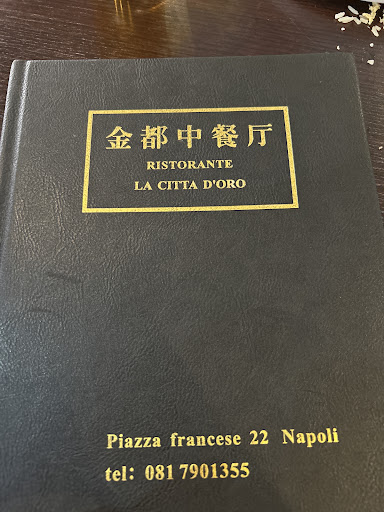 金都中餐厅
RISTORANTE
LA CITTA D'ORO
Piazza francese 22 Napoli
tel: 081 7901355